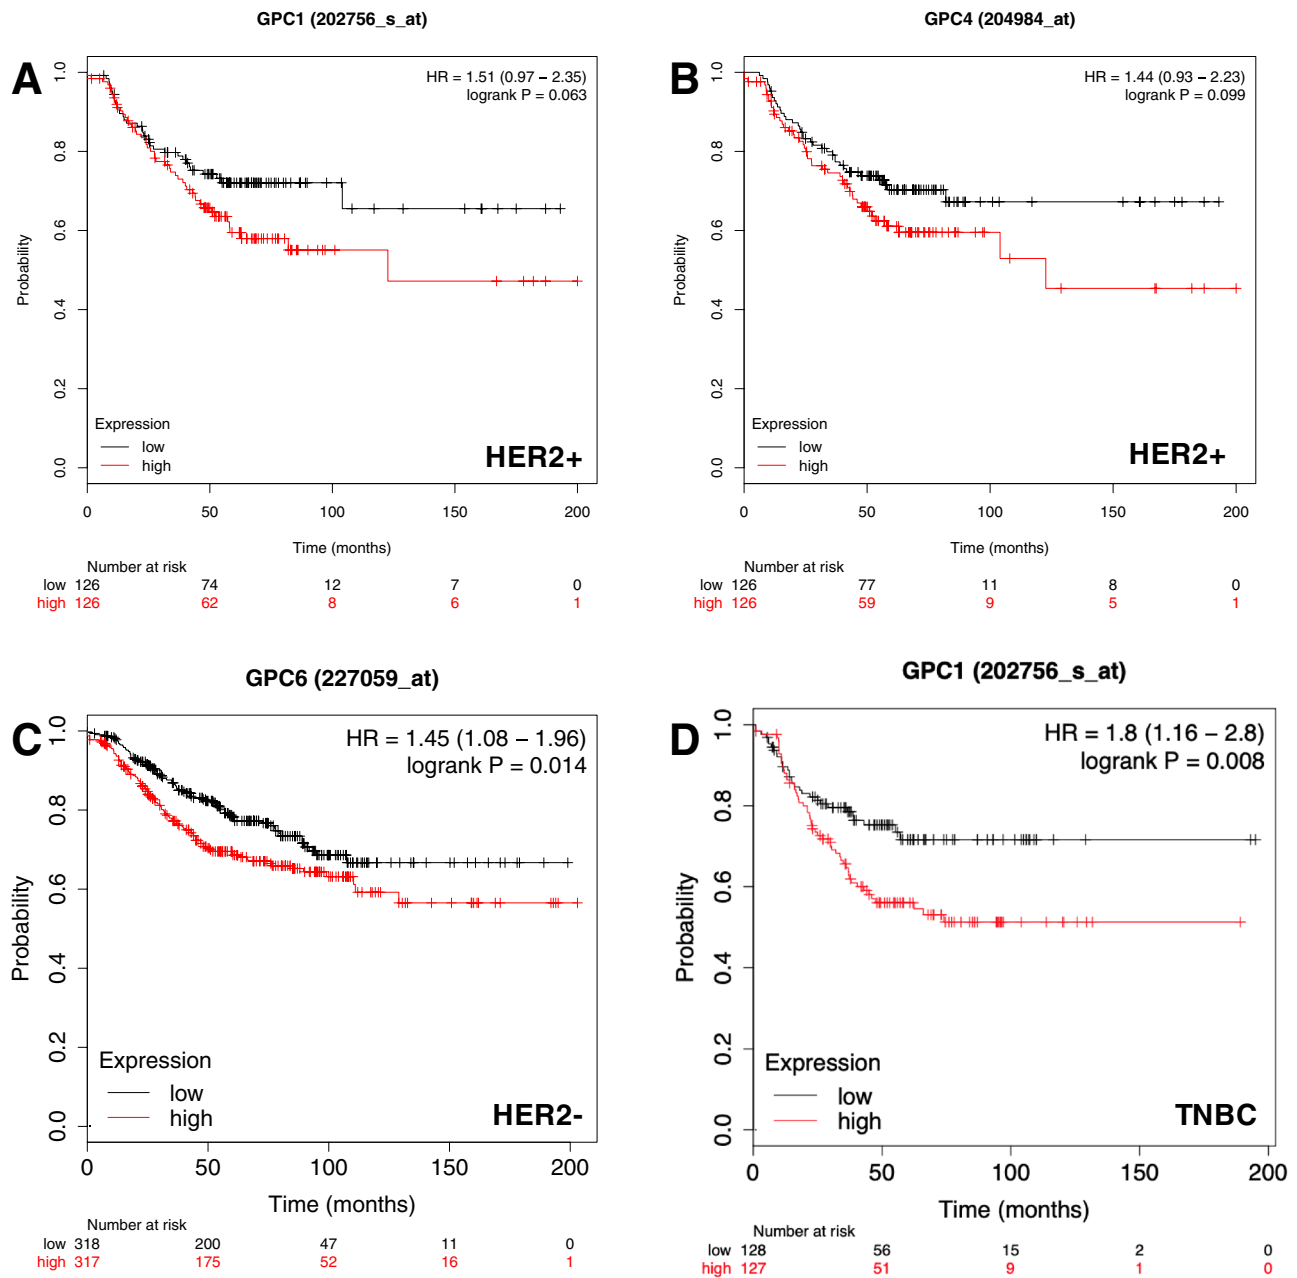 GPC1 (202756_s_at)
A
HR = 1.51 (0.97 – 2.35)
logrank P = 0.063
Probability
1.0
0.8
0.6
0.4
0.2
0.0
Expression
low
high
HER2+
0 50 100 150 200
Time (months)
Number at risk
low 126 74 12 7 0
high 126 62 8 6 1
GPC4 (204984_at)
B
HR = 1.44 (0.93 – 2.23)
logrank P = 0.099
Probability
1.0
0.8
0.6
0.4
0.2
0.0
Expression
low
high
HER2+
0 50 100 150 200
Time (months)
Number at risk
low 126 77 11 8 0
high 126 59 9 5 1
GPC6 (227059_at)
C
HR = 1.45 (1.08 – 1.96)
logrank P = 0.014
Probability
1.0
0.8
0.6
0.4
0.2
0.0
Expression
low
high
HER2-
0 50 100 150 200
Time (months)
Number at risk
low 318 200 47 11 0
high 317 175 52 16 1
GPC1 (202756_s_at)
D
HR = 1.8 (1.16 – 2.8)
logrank P = 0.008
Probability
1.0
0.8
0.6
0.4
0.2
0.0
Expression
low
high
TNBC
0 50 100 150 200
Time (months)
Number at risk
low 128 56 15 2 0
high 127 51 9 1 0